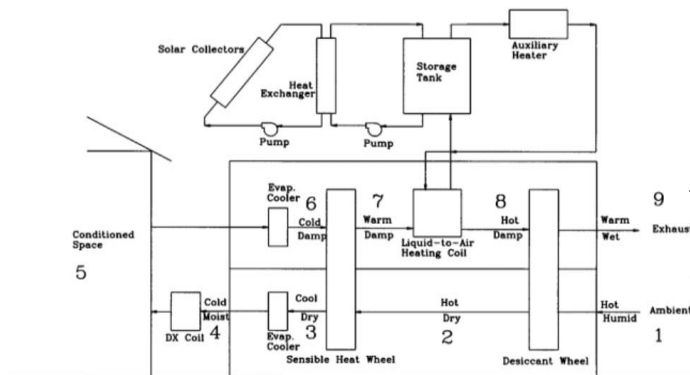 Solar Collectors
Heat
Exchanger
Storage
Tank
Auxiliary
Heater
Pump
Pump
Evap.
Cooler
6
7
8
9
Cold
Damp
Warm
Damp
Hot
Damp
Warm
Wet
Exhaust
Liquid-to-Air
Heating Coil
Conditioned
Space
5
Cold
Moist
Cool
Dry
Hot
Dry
Hot
Humid
Ambient
DX Coil
4
Evap.
Cooler
3
2
1
Sensible Heat Wheel
Desiccant Wheel